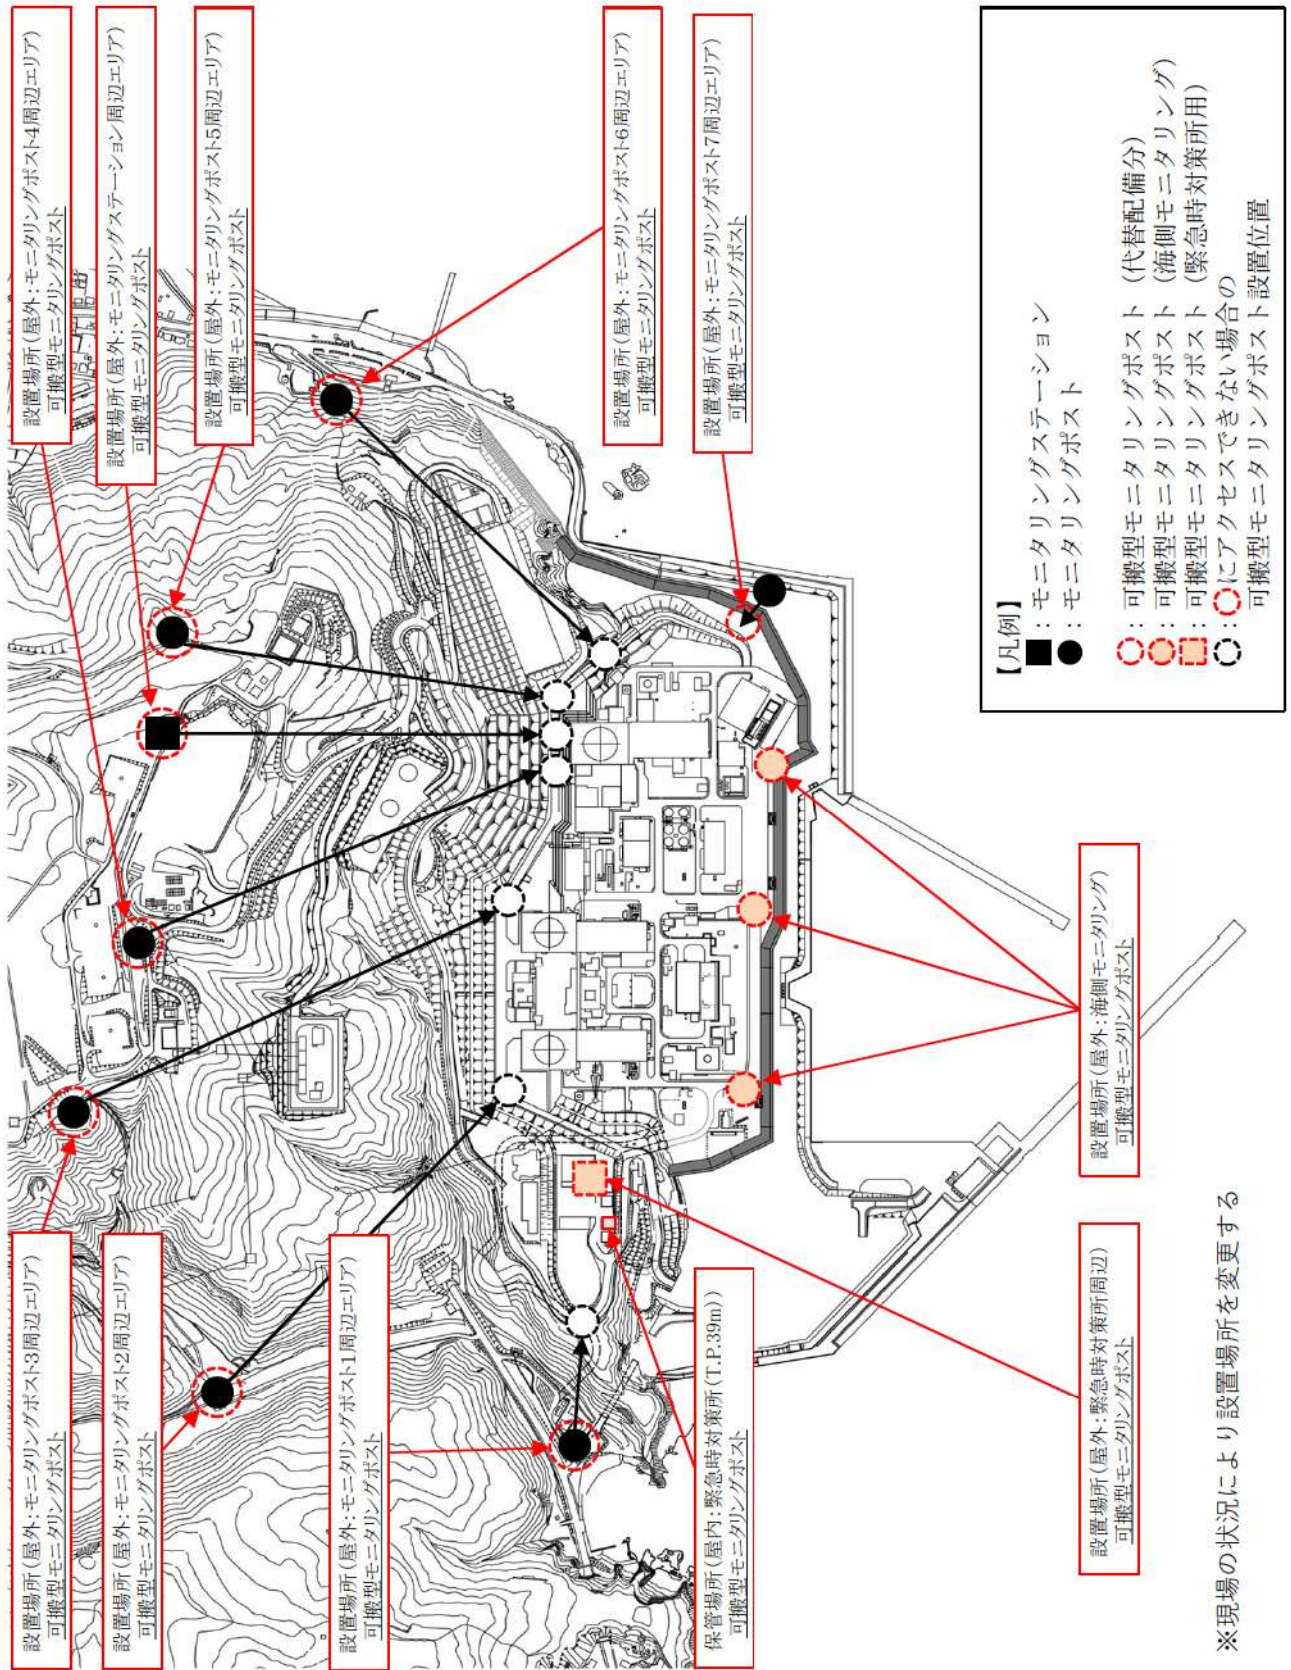 設置場所(屋外:モニタリングポスト3周辺エリア)
可搬型モニタリングポスト
設置場所(屋外:モニタリングポスト2周辺エリア)
可搬型モニタリングポスト
設置場所(屋外:モニタリングポスト1周辺エリア)
可搬型モニタリングポスト
保管場所(屋内:緊急時対策所(T.P.39m))
可搬型モニタリングポスト
設置場所(屋外:緊急時対策所周辺)
可搬型モニタリングポスト
設置場所(屋外:海側モニタリング)
可搬型モニタリングポスト
設置場所(屋外:モニタリングポスト4周辺エリア)
可搬型モニタリングポスト
設置場所(屋外:モニタリングステーション周辺エリア)
可搬型モニタリングポスト
設置場所(屋外:モニタリングポスト5周辺エリア)
可搬型モニタリングポスト
設置場所(屋外:モニタリングポスト6周辺エリア)
可搬型モニタリングポスト
設置場所(屋外:モニタリングポスト7周辺エリア)
可搬型モニタリングポスト
【凡例】
:モニタリングステーション
:モニタリングポスト
:可搬型モニタリングポスト(代替配備分)
:可搬型モニタリングポスト(海側モニタリング)
:可搬型モニタリングポスト(緊急時対策所用)
:にアクセスできない場合の
可搬型モニタリングポスト設置位置
※現場の状況により設置場所を変更する